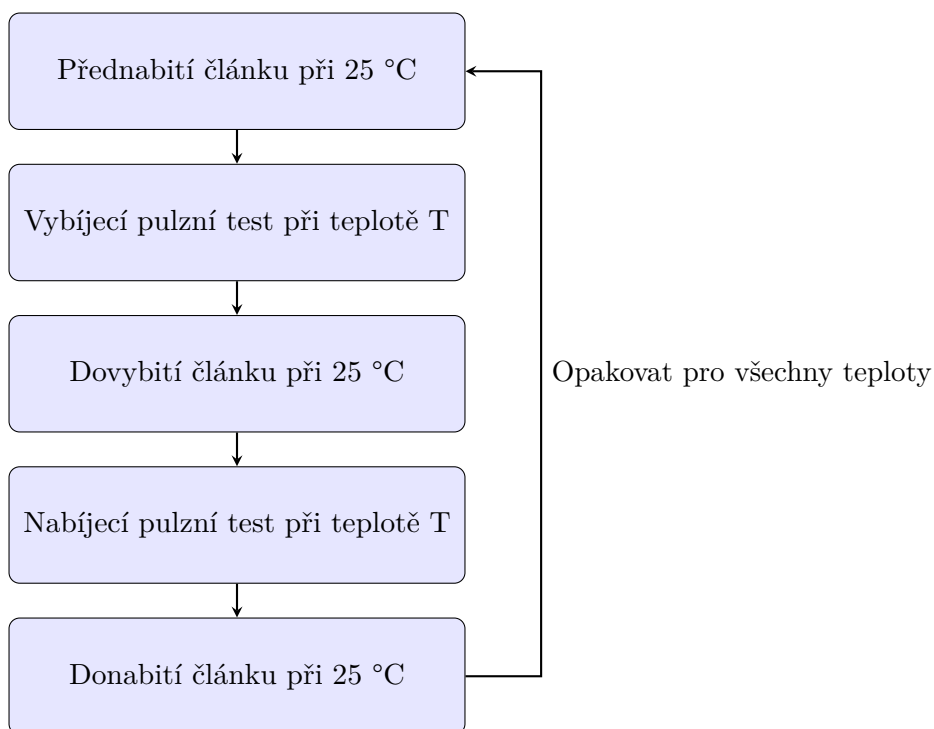 Přednabití článku při 25 °C
Vybíjecí pulzní test při teplotě T
Dovybití článku při 25 °C
Opakovat pro všechny teploty
Nabíjecí pulzní test při teplotě T
Donabití článku při 25 °C